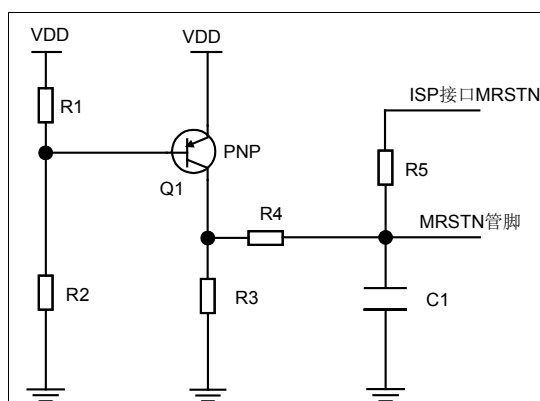 VDD
VDD
R1
ISP接口MRSTN
PNP
R5
Q1
R4
MRSTN管脚
R2
R3
C1